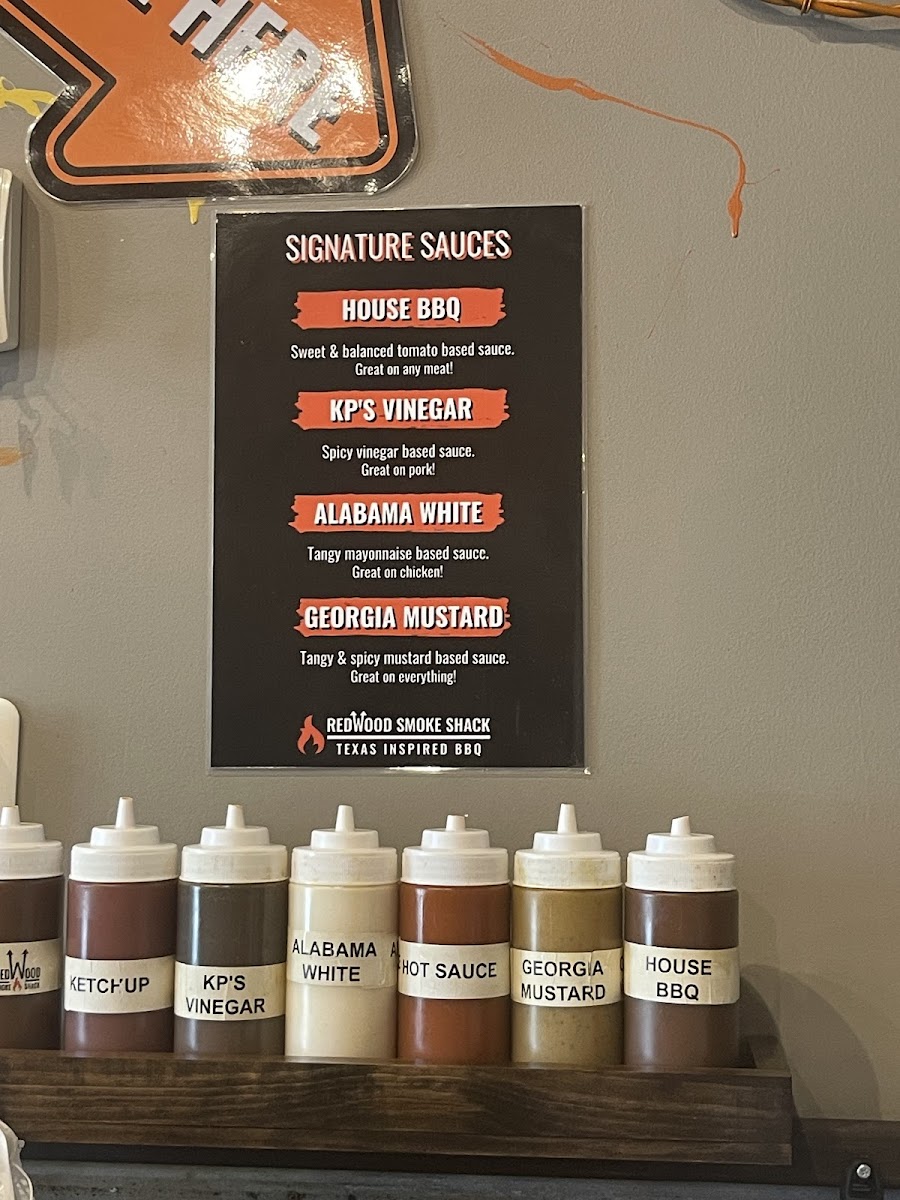 HERE
SIGNATURE SAUCES
HOUSE BBQ
Sweet & balanced tomato based sauce.
Great on any meat!
KP'S VINEGAR
Spicy vinegar based sauce.
Great on pork!
ALABAMA WHITE
Tangy mayonnaise based sauce.
Great on chicken!
GEORGIA MUSTARD
Tangy & spicy mustard based sauce.
Great on everything!
REDWOOD SMOKE SHACK
TEXAS INSPIRED BBQ
KETCHUP
KP'S
VINEGAR
ALABAMA
WHITE
HOT SAUCE
GEORGIA
MUSTARD
HOUSE
BBQ